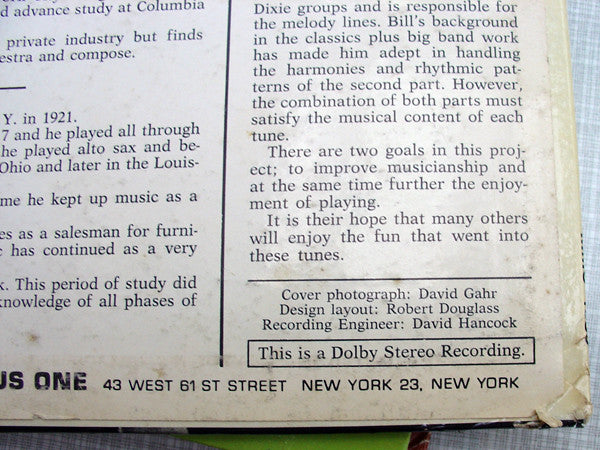 d advance study at Columbia
private industry but finds
estra and compose.
Y. in 1921.
7 and he played all through
he played alto sax and be-
Ohio and later in the Louis-
me he kept up music as a
es as a salesman for furni-
has continued as a very
k. This period of study did
knowledge of all phases of
Dixie groups and is responsible for
the melody lines. Bill's background
in the classics plus big band work
has made him adept in handling
the harmonies and rhythmic pat-
terns of the second part. However,
the combination of both parts must
satisfy the musical content of each
tune.
There are two goals in this proj-
ect; to improve musicianship and
at the same time further the enjoy-
ment of playing.
It is their hope that many others
will enjoy the fun that went into
these tunes.
Cover photograph: David Gahr
Design layout: Robert Douglass
Recording Engineer: David Hancock
This is a Dolby Stereo Recording.
US ONE 43 WEST 61 ST STREET NEW YORK 23, NEW YORK